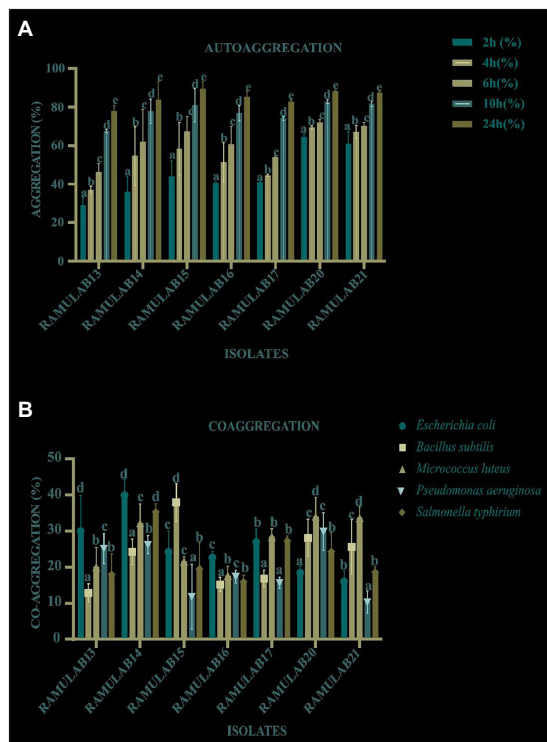 A
AUTOAGGREGATION
2h (%)
4h(%)
6h(%)
10h(%)
24h(%)
AGGREGATION (%)
100
80
60
40
20
0
a b c d e
a b c d e
a b c d e
a b c d e
a b c d e
a b c d e
a b c d e
RAMULAB13
RAMULAB14
RAMULAB15
RAMULAB16
RAMULAB17
RAMULAB20
RAMULAB21
ISOLATES
B
COAGGREGATION
Escherichia coli
Bacillus subtilis
Micrococcus luteus
Pseudomonas aeruginosa
Salmonella typhirium
CO-AGGREGATION (%)
50
40
30
20
10
0
d a b c b
d a c b d
c d b a b
c a b c b
b a b a b
a c d c b
b c d a b
RAMULAB13
RAMULAB14
RAMULAB15
RAMULAB16
RAMULAB17
RAMULAB20
RAMULAB21
ISOLATES